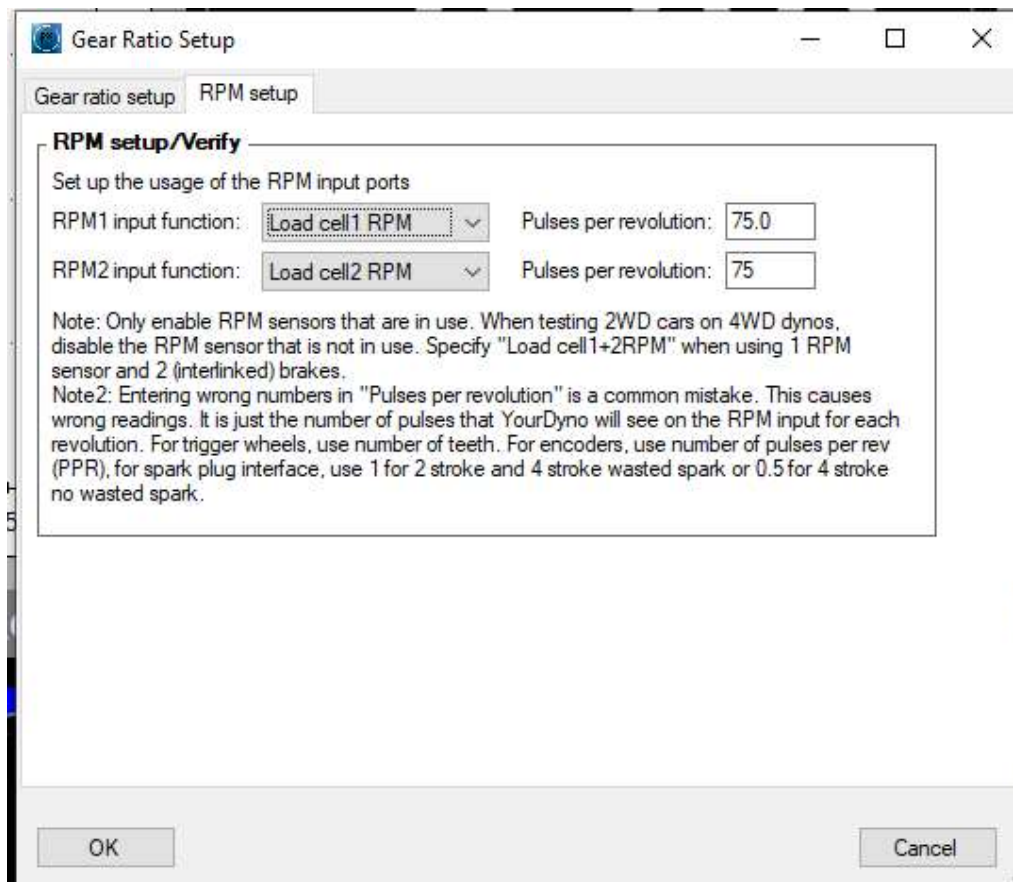 Gear Ratio Setup
Gear ratio setup RPM setup
RPM setup/Verify
Set up the usage of the RPM input ports
RPM1 input function: Load cell1 RPM Pulses per revolution: 75.0
RPM2 input function: Load cell2 RPM Pulses per revolution: 75
Note: Only enable RPM sensors that are in use. When testing 2WD cars on 4WD dynos,
disable the RPM sensor that is not in use. Specify "Load cell1+2RPM" when using 1 RPM
sensor and 2 (interlinked) brakes.
Note2: Entering wrong numbers in "Pulses per revolution" is a common mistake. This causes
wrong readings. It is just the number of pulses that YourDyno will see on the RPM input for each
revolution. For trigger wheels, use number of teeth. For encoders, use number of pulses per rev
(PPR), for spark plug interface, use 1 for 2 stroke and 4 stroke wasted spark or 0.5 for 4 stroke
no wasted spark.
5
OK Cancel